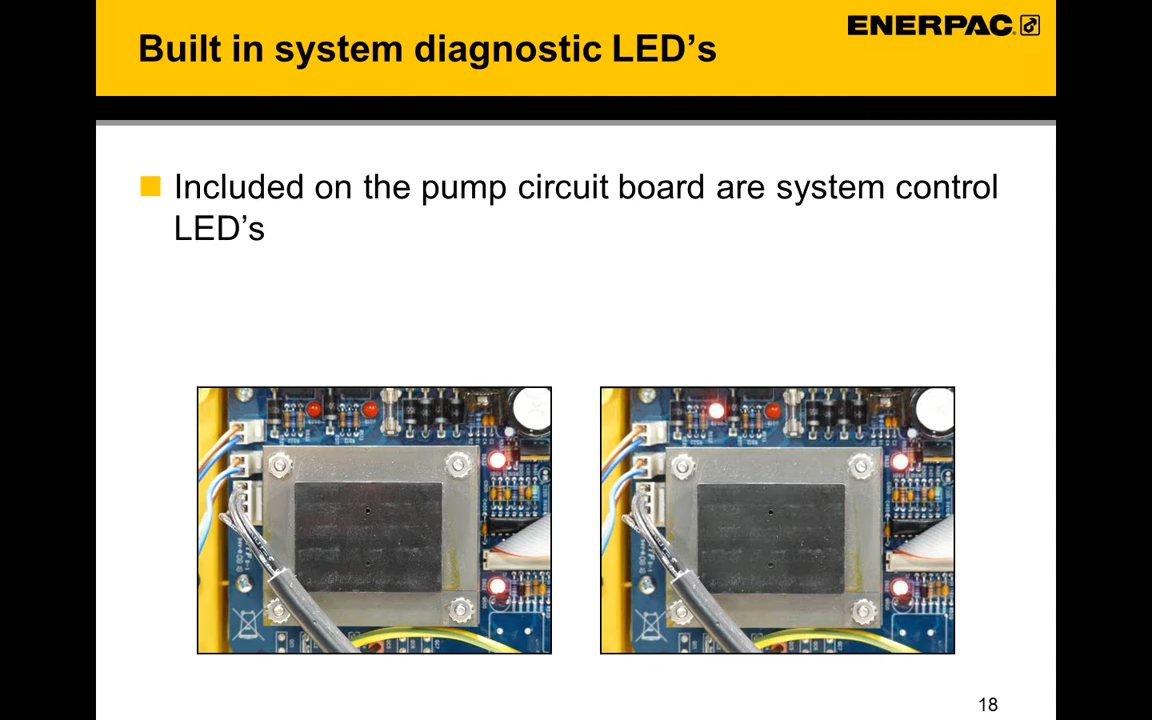 ENERPAC
Built in system diagnostic LED’s
Included on the pump circuit board are system control
LED’s
18